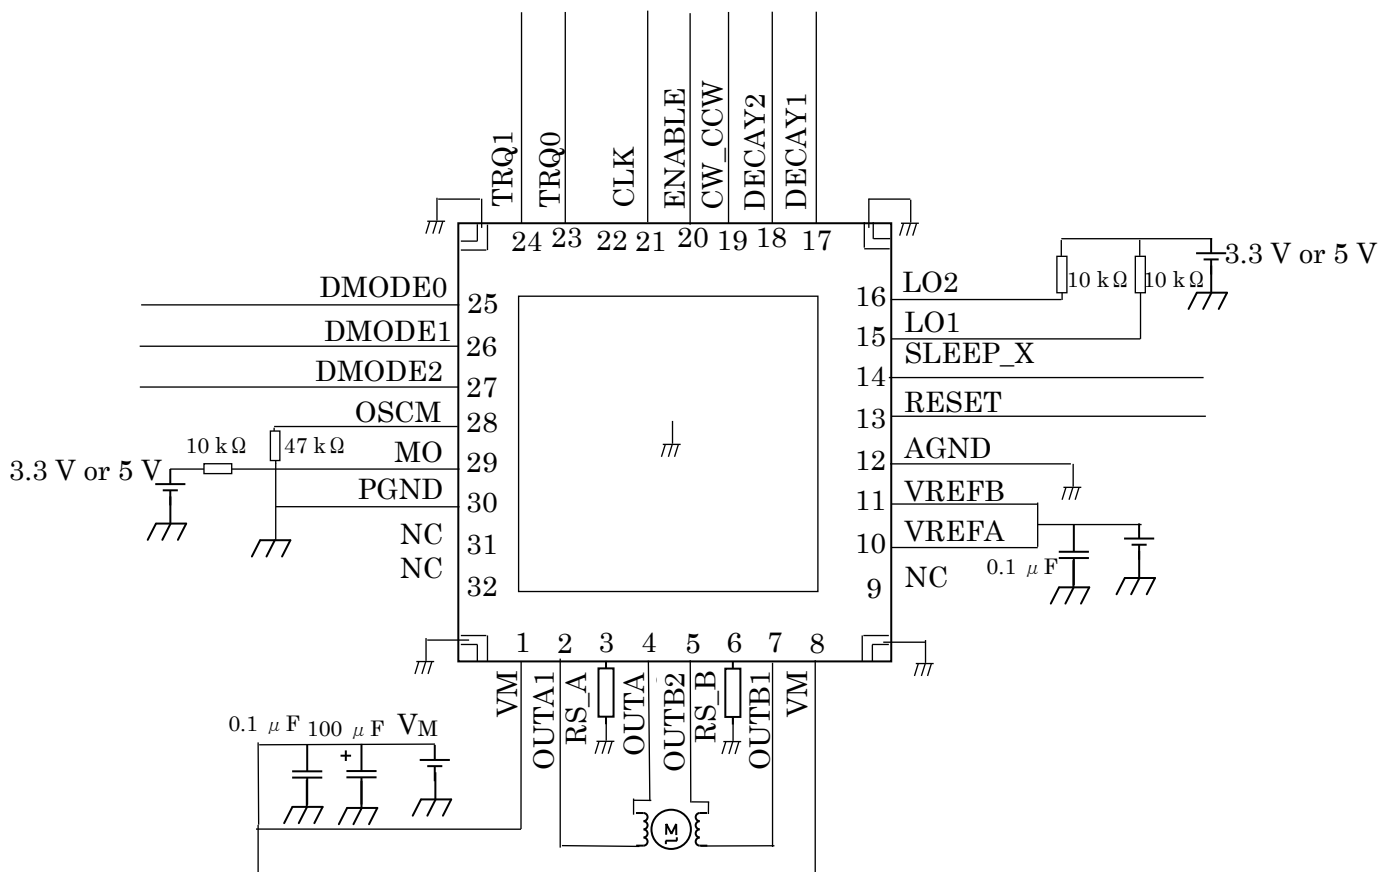 TRQ1
TRQ0
CLK
ENABLE
CW_CCW
DECAY2
DECAY1
24 23 22 21 20 19 18 17
DMODE0 25
DMODE1 26
DMODE2 27
OSCM 28
10 kΩ 47 kΩ
MO 29
3.3 V or 5 V
PGND 30
NC 31
NC 32
16 LO2
10 kΩ 10 kΩ
3.3 V or 5 V
15 LO1
14 SLEEP_X
13 RESET
12 AGND
11 VREFB
10 VREFA
0.1 μF
9 NC
1 2 3 4 5 6 7 8
VM
OUTA1
RS_A
OUTA
OUTB2
RS_B
OUTB1
VM
0.1 μF 100 μF VM
+
M